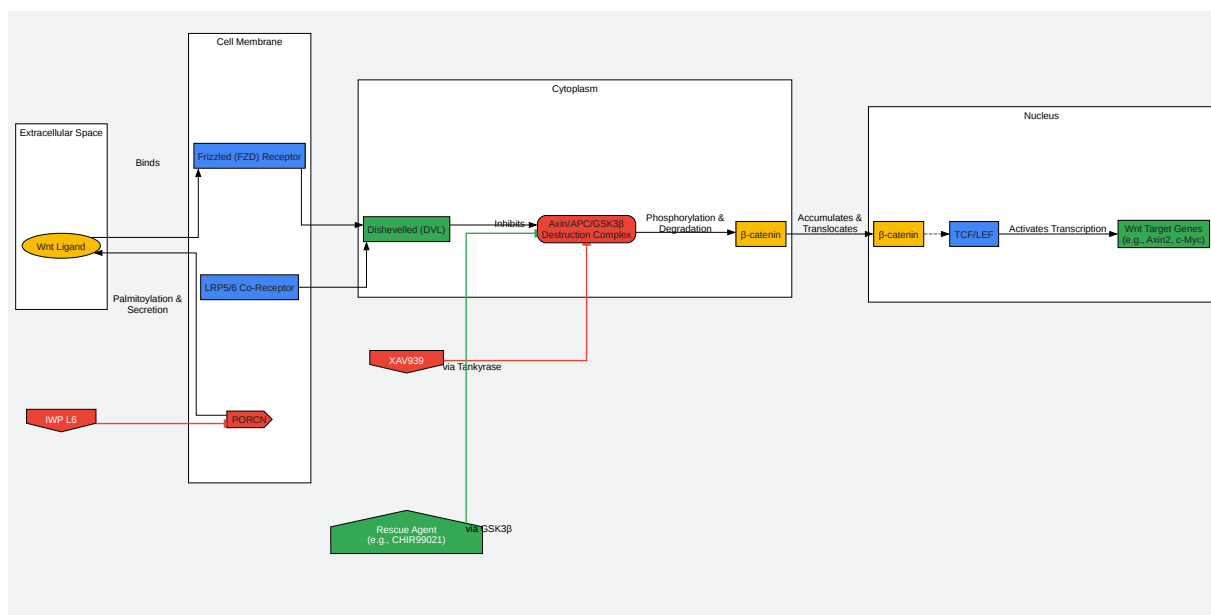 Cell Membrane
Cytoplasm
Nucleus
Extracellular Space
Binds
Frizzled (FZD) Receptor
Wnt Ligand
Dishevelled (DVL)
Inhibits
Axin/APC/GSK3β
Destruction Complex
Phosphorylation &
Degradation
β-catenin
Accumulates &
Translocates
β-catenin
TCF/LEF
Activates Transcription
Wnt Target Genes
(e.g., Axin2, c-Myc)
LRP5/6 Co-Receptor
Palmitoylation &
Secretion
XAV939
via Tankyrase
IWP L6
PORCN
Rescue Agent
(e.g., CHIR99021)
via GSK3β